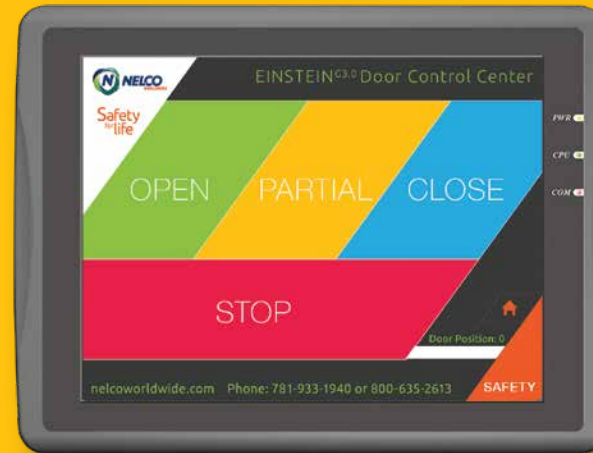 NELCO
WORLDWIDE
EINSTEIN G3.0 Door Control Center
Safety
for
life
PWR
CPU
COM
OPEN
PARTIAL
CLOSE
STOP
Door Position: 0
nelcoworldwide.com Phone: 781-933-1940 or 800-635-2613
SAFETY